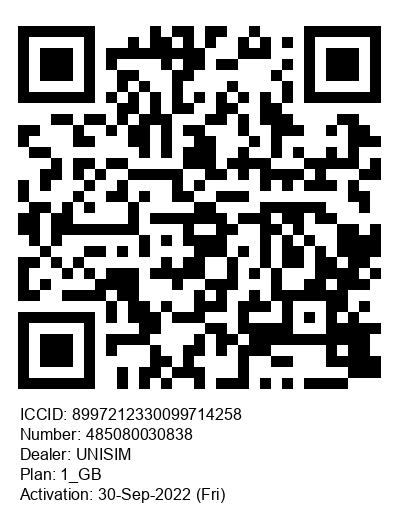 ICCID: 8997212330099714258
Number: 485080030838
Dealer: UNISIM
Plan: 1_GB
Activation: 30-Sep-2022 (Fri)